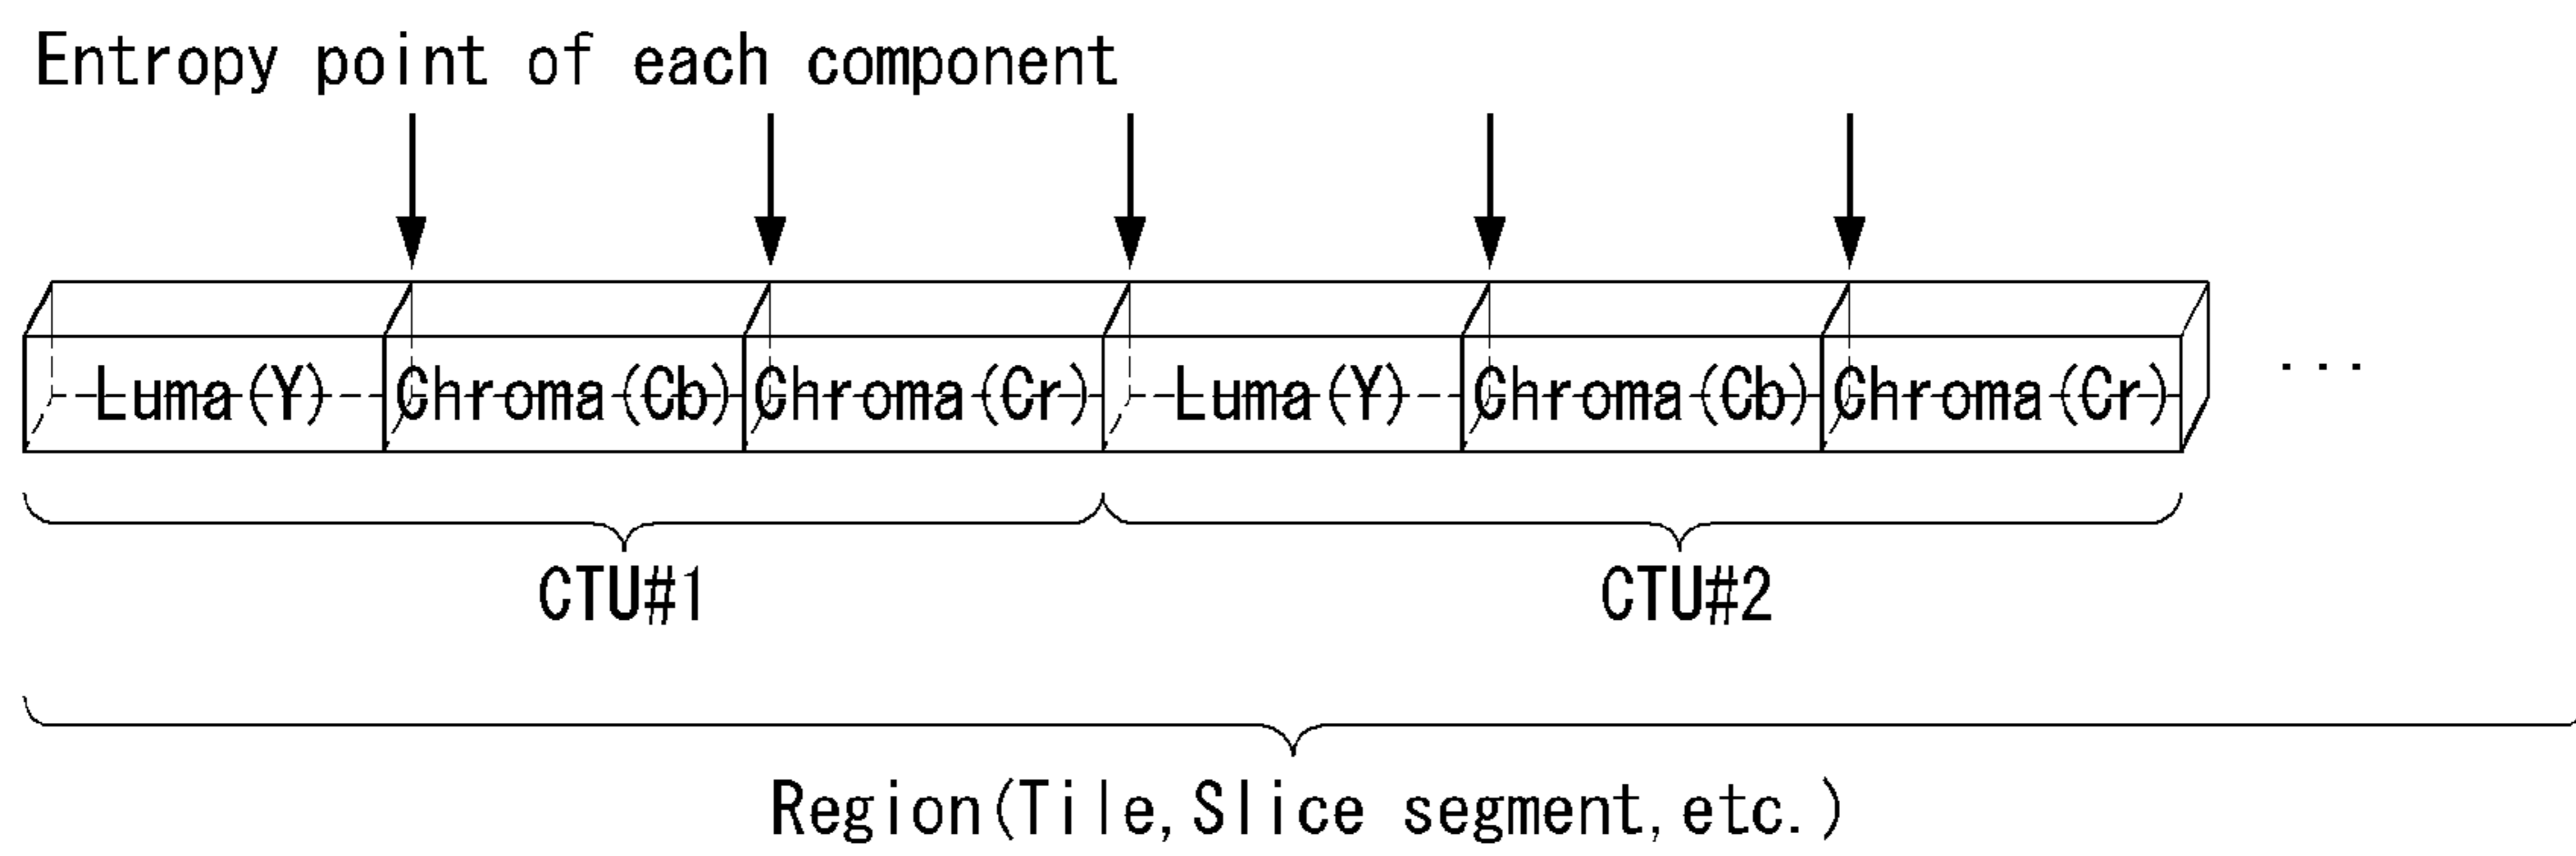 Entropy point of each component
Luma(Y) Chroma(Cb) Chroma(Cr) Luma(Y) Chroma(Cb) Chroma(Cr) ...
CTU#1 CTU#2
Region(Tile,Slice segment,etc.)